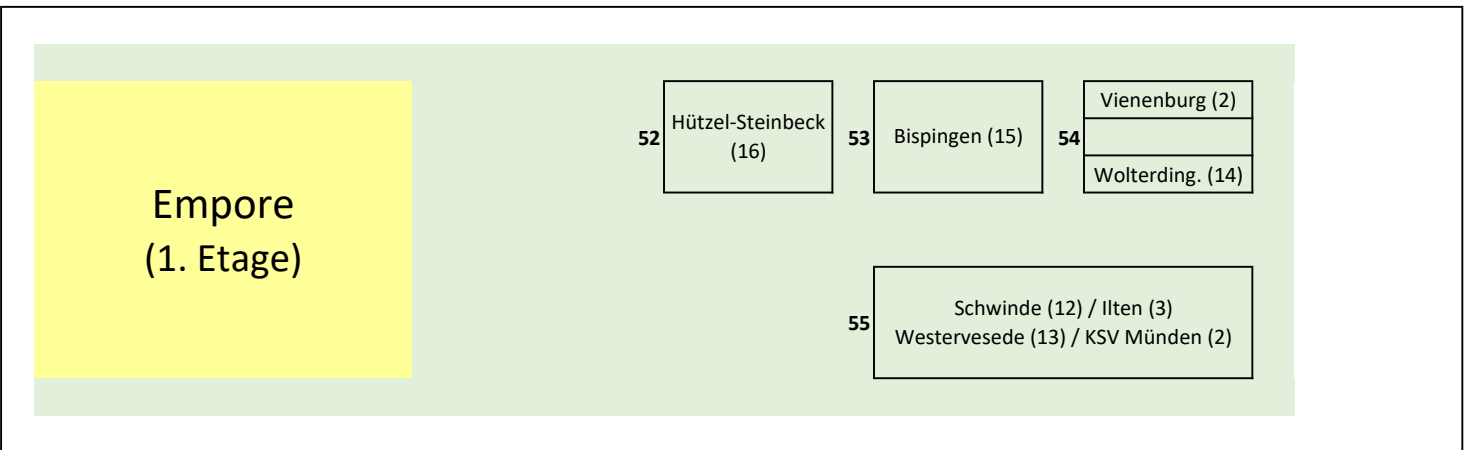 Empore
(1. Etage)
52
Hützel-Steinbeck
(16)
53
Bispingen (15)
54
Vienenburg (2)
Wolterding. (14)
55
Schwinde (12) / Ilten (3)
Westervesede (13) / KSV Münden (2)